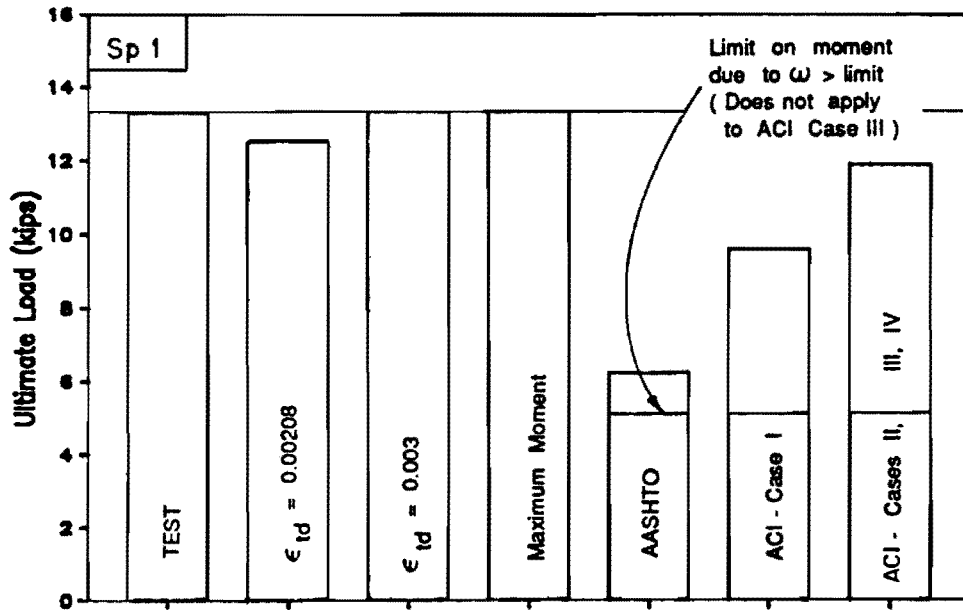 16
14
12
10
8
6
4
2
0
Ultimate Load (kips)
Sp 1
Limit on moment
due to ω > limit
( Does not apply
to ACI Case III )
TEST
ϵtd = 0.00208
ϵtd = 0.003
Maximum Moment
AASHTO
ACI - Case I
ACI - Cases II, III, IV